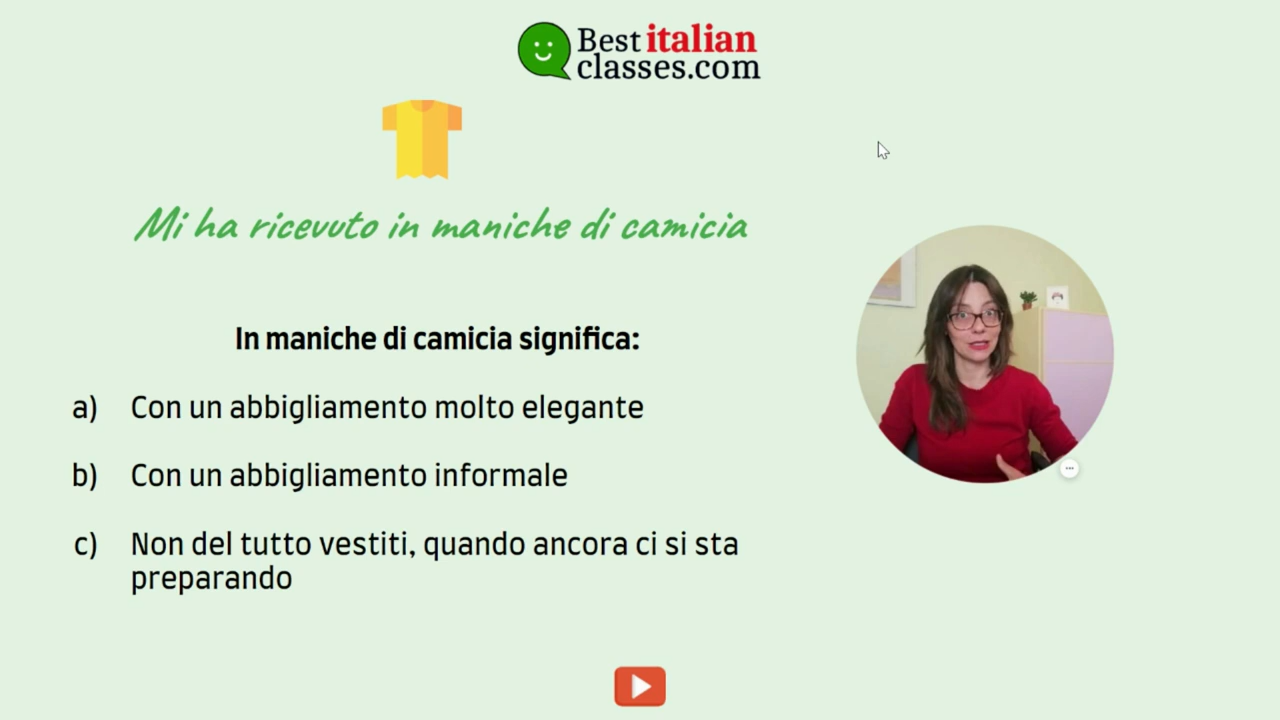 Best italian
classes.com
Mi ha ricevuto in maniche di camicia
In maniche di camicia significa:
a) Con un abbigliamento molto elegante
b) Con un abbigliamento informale
c) Non del tutto vestiti, quando ancora ci si sta
preparando